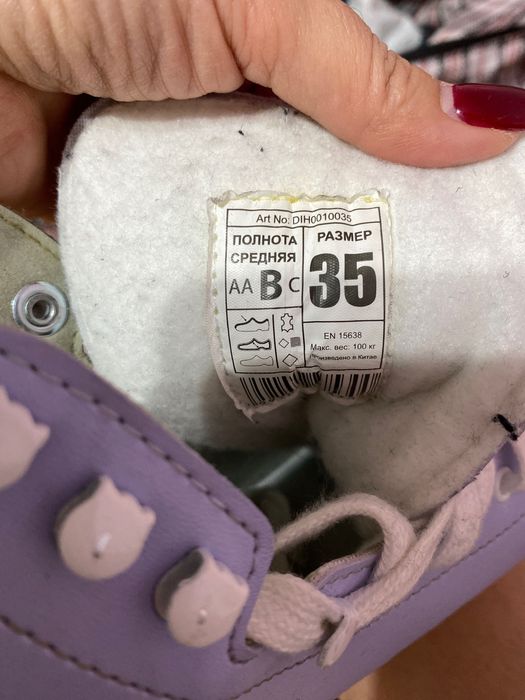 Art No: DIH0010035
ПОЛНОТА
СРЕДНЯЯ
AA B C
РАЗМЕР
35
EN 15638
Макс. вес: 100 кг
Произведено в Китае